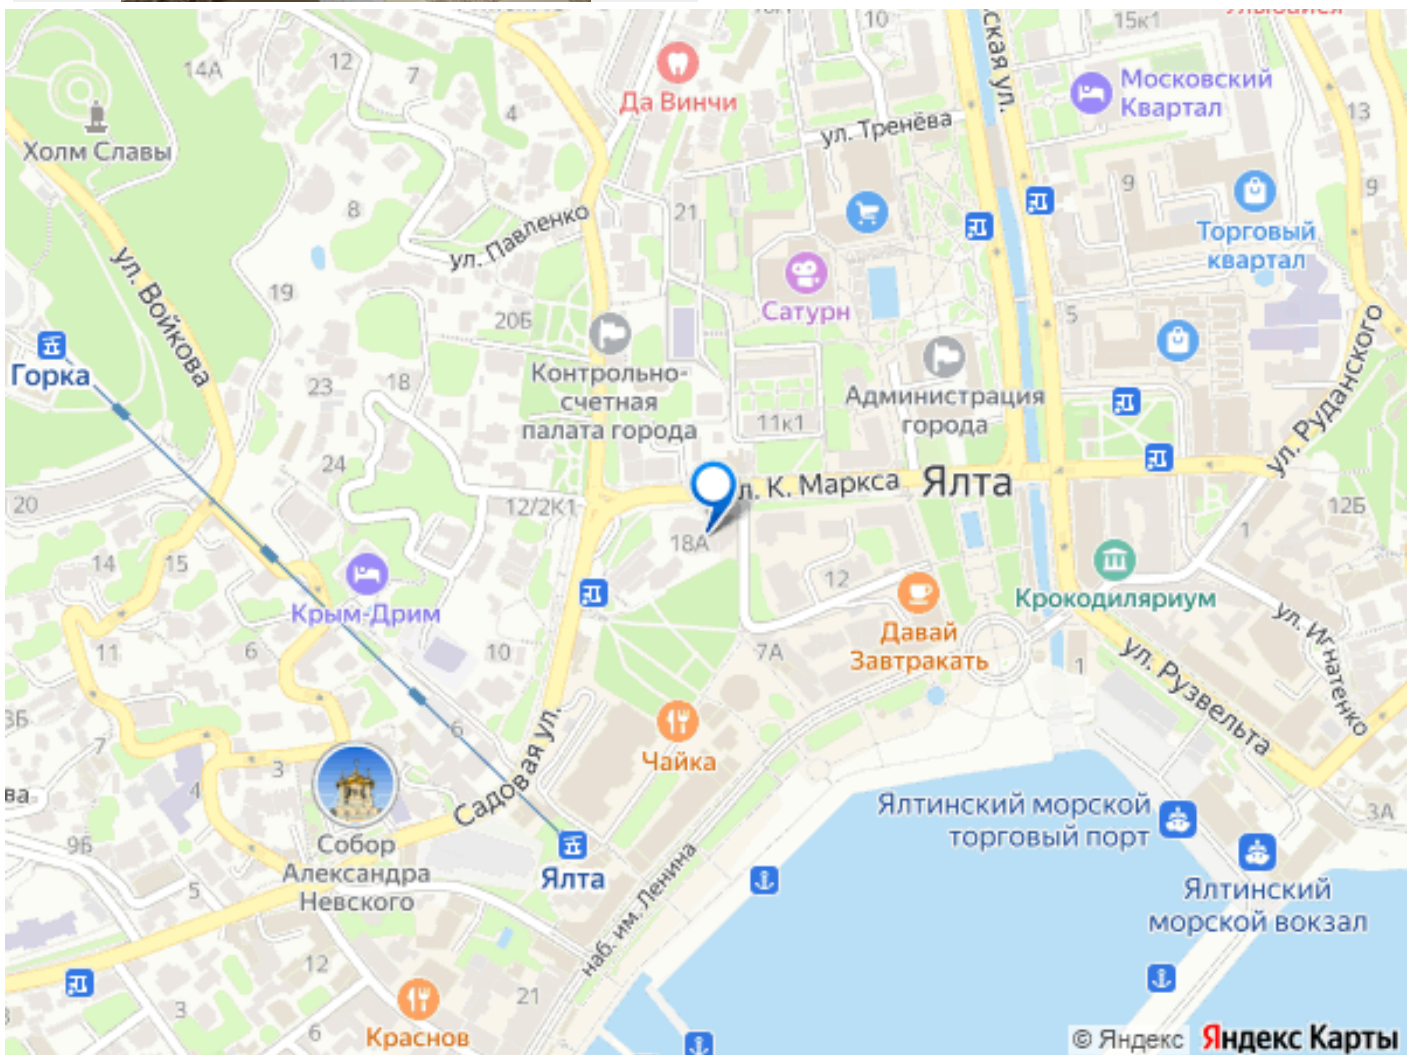 10
15к1
14А
12
7
4
ская ул.
Да Винчи
Московский
Квартал
13
ул. Тренёва
Холм Славы
8
21
9
9
ул. Павленко
Торговый
квартал
ул. Войкова
19
20Б
Сатурн
5
Горка
23
18
Контрольно-
счетная
палата города
Администрация
города
11к1
ул. Руданского
24
Ялта
л. К. Маркса
20
12/2К1
12Б
18А
1
14
15
12
Крым-Дрим
Крокодиляриум
ул. Игнатенко
11
6
10
7А
Давай
Завтракать
1
ул. Рузвельта
3Б
7
6
Чайка
Садовая ул.
3
4
ва
Ялтинский морской
торговый порт
3А
9Б
Собор
Александра
Невского
5
Ялта
наб. им. Ленина
Ялтинский
морской вокзал
12
21
3
6
Краснов
© Яндекс Яндекс Карты